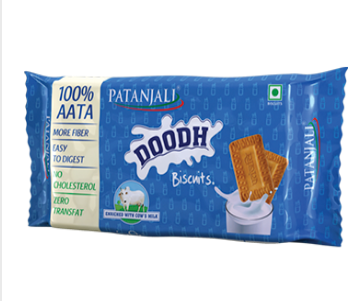 100%
AATA
MORE FIBER
EASY
TO DIGEST
NO
CHOLESTEROL
ZERO
TRANSFAT
PATANJALI
DOODH
Biscuits.
ENRICHED WITH COW'S MILK
PATANJALI